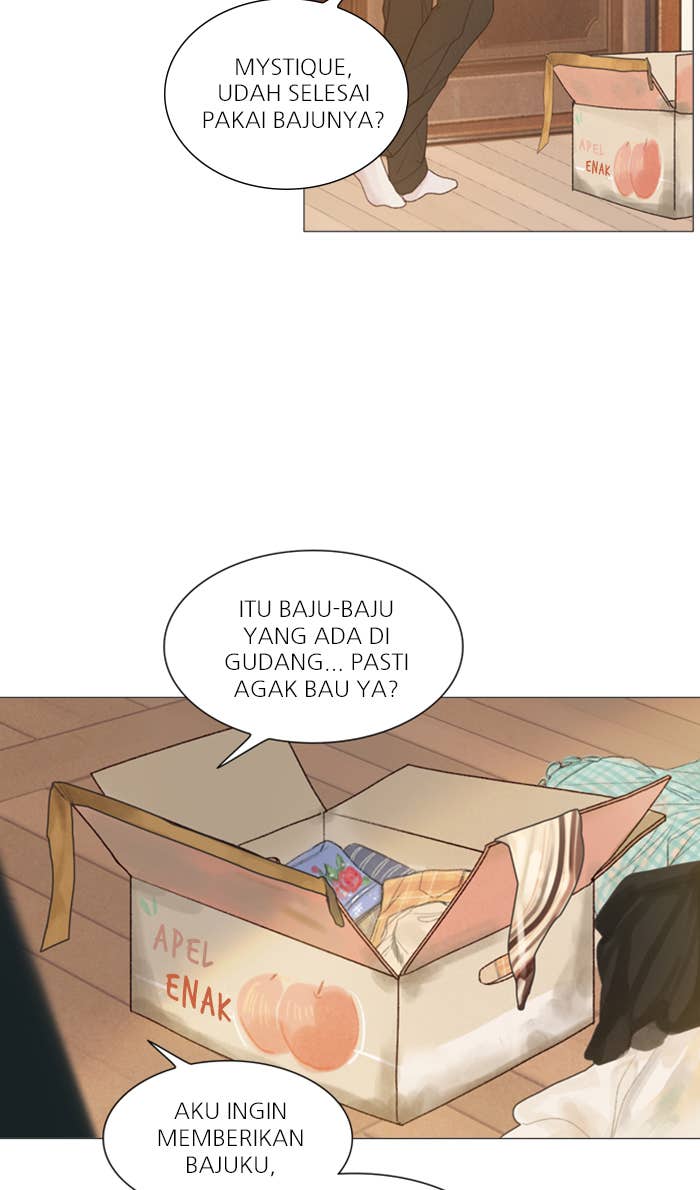 MYSTIQUE,
UDAH SELESAI
PAKAI BAJUNYA?
APEL
ENAK
ITU BAJU-BAJU
YANG ADA DI
GUDANG... PASTI
AGAK BAU YA?
APEL
ENAK
AKU INGIN
MEMBERIKAN
BAJUKU,